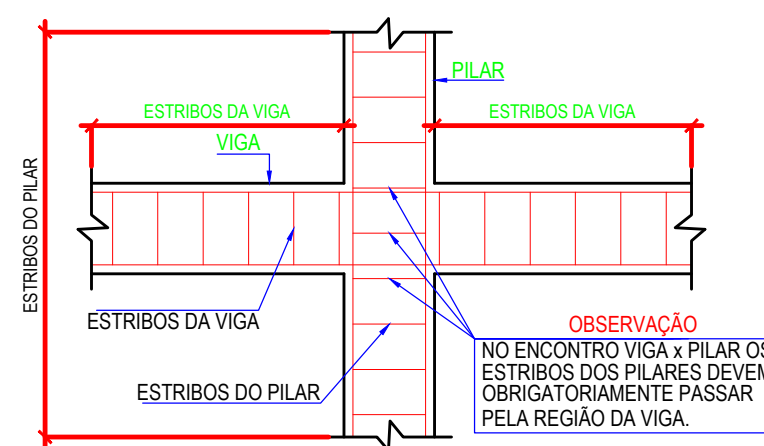 PILAR
ESTRIBOS DA VIGA
ESTRIBOS DA VIGA
VIGA
ESTRIBOS DO PILAR
ESTRIBOS DA VIGA
OBSERVAÇÃO
NO ENCONTRO VIGA x PILAR OS
ESTRIBOS DOS PILARES DEVEM
OBRIGATORIAMENTE PASSAR
PELA REGIÃO DA VIGA.
ESTRIBOS DO PILAR